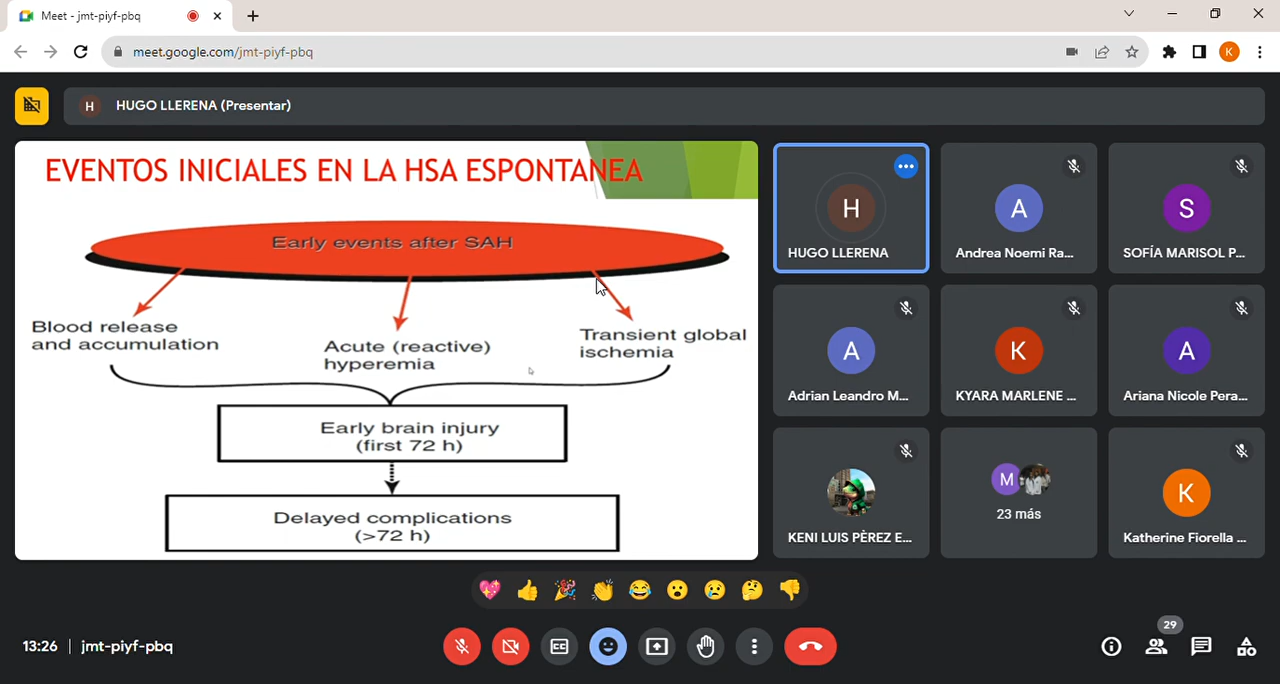 Meet - jmt-piyf-pbq
meet.google.com/jmt-piyf-pbq
K
H
HUGO LLERENA (Presentar)
EVENTOS INICIALES EN LA HSA ESPONTANEA
Early events after SAH
Blood release
and accumulation
Acute (reactive)
hyperemia
Transient global
ischemia
Early brain injury
(first 72 h)
Delayed complications
(>72 h)
H
HUGO LLERENA
A
Andrea Noemi Ra...
S
SOFÍA MARISOL P...
A
Adrian Leandro M...
K
KYARA MARLENE ...
A
Ariana Nicole Pera...
KENI LUIS PÈREZ E...
M
23 más
K
Katherine Fiorella ...
13:26 | jmt-piyf-pbq
CC
29